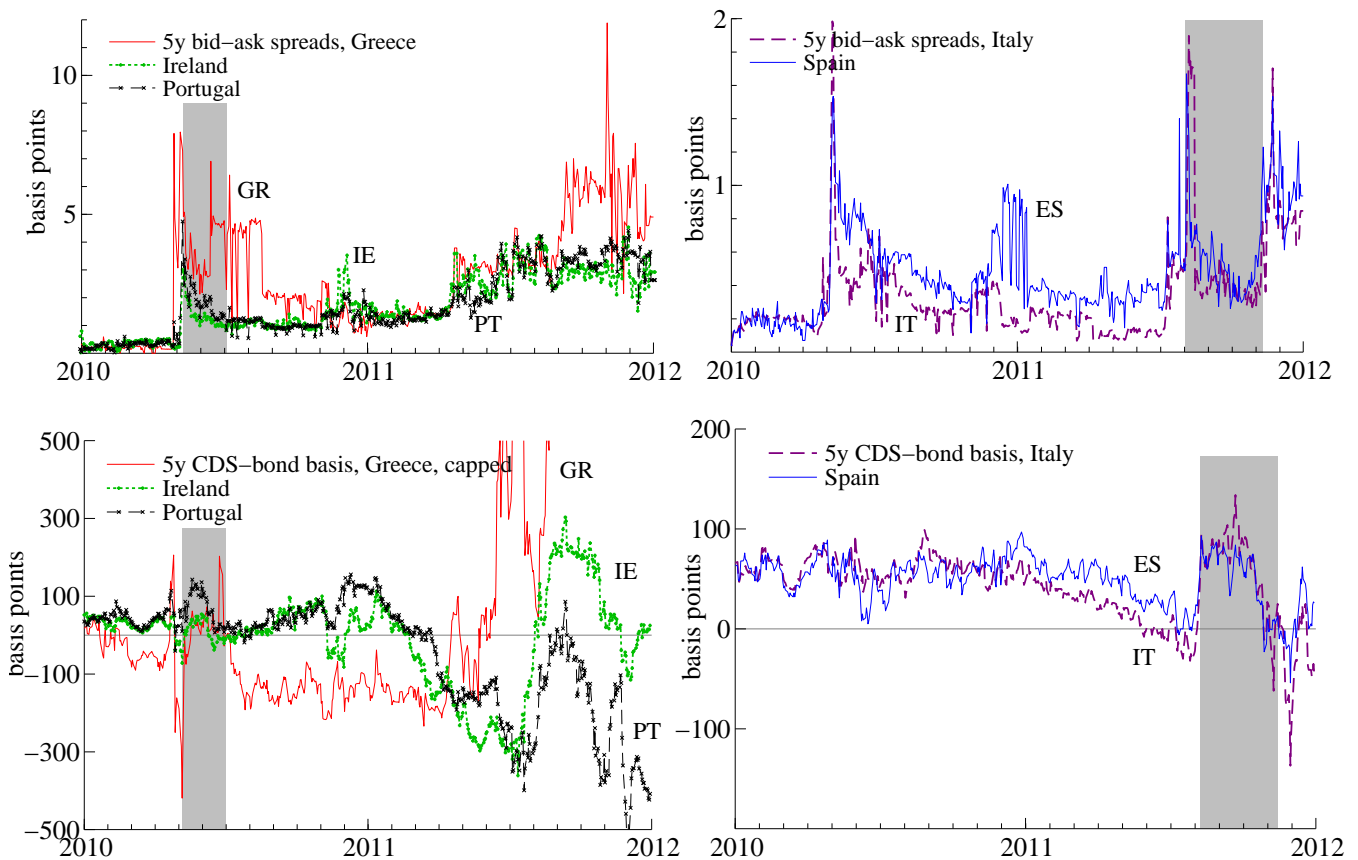 5y bid−ask spreads, Greece
Ireland
Portugal
basis points
10
5
GR
IE
PT
2010
2011
2012
2
5y bid−ask spreads, Italy
Spain
basis points
1
ES
IT
2010
2011
2012
500
5y CDS−bond basis, Greece, capped
Ireland
Portugal
GR
300
basis points
100
IE
−100
PT
−300
−500
2010
2011
2012
200
5y CDS−bond basis, Italy
Spain
basis points
100
ES
0
IT
−100
2010
2011
2012